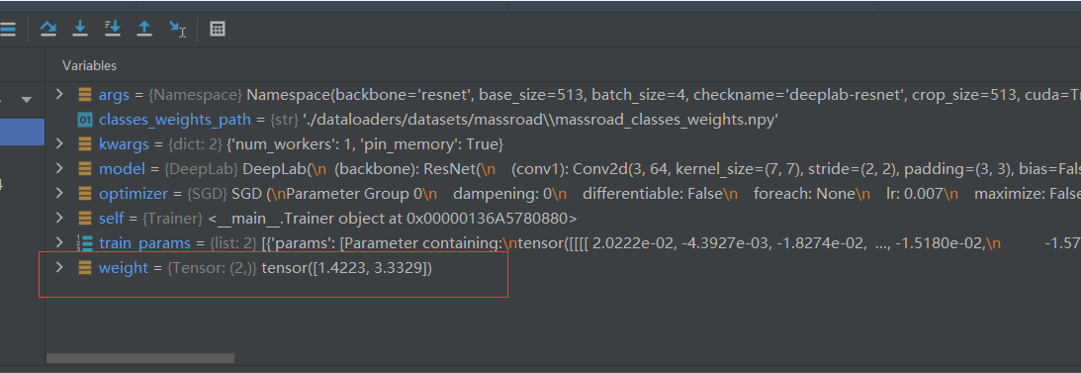 Variables
args = {Namespace} Namespace(backbone='resnet', base_size=513, batch_size=4, checkname='deeplab-resnet', crop_size=513, cuda=Tr
01 classes_weights_path = {str} './dataloaders/datasets/massroad\\massroad_classes_weights.npy'
kwargs = {dict: 2} {'num_workers': 1, 'pin_memory': True}
model = {DeepLab} DeepLab(\n (backbone): ResNet(\n (conv1): Conv2d(3, 64, kernel_size=(7, 7), stride=(2, 2), padding=(3, 3), bias=Fals
optimizer = {SGD} SGD (\nParameter Group 0\n dampening: 0\n differentiable: False\n foreach: None\n lr: 0.007\n maximize: False
self = {Trainer} <__main__.Trainer object at 0x00000136A5780880>
train_params = {list: 2} [{'params': [Parameter containing:\ntensor([[[[ 2.0222e-02, -4.3927e-03, -1.8274e-02, ..., -1.5180e-02,\n -1.57
weight = {Tensor: (2,)} tensor([1.4223, 3.3329])